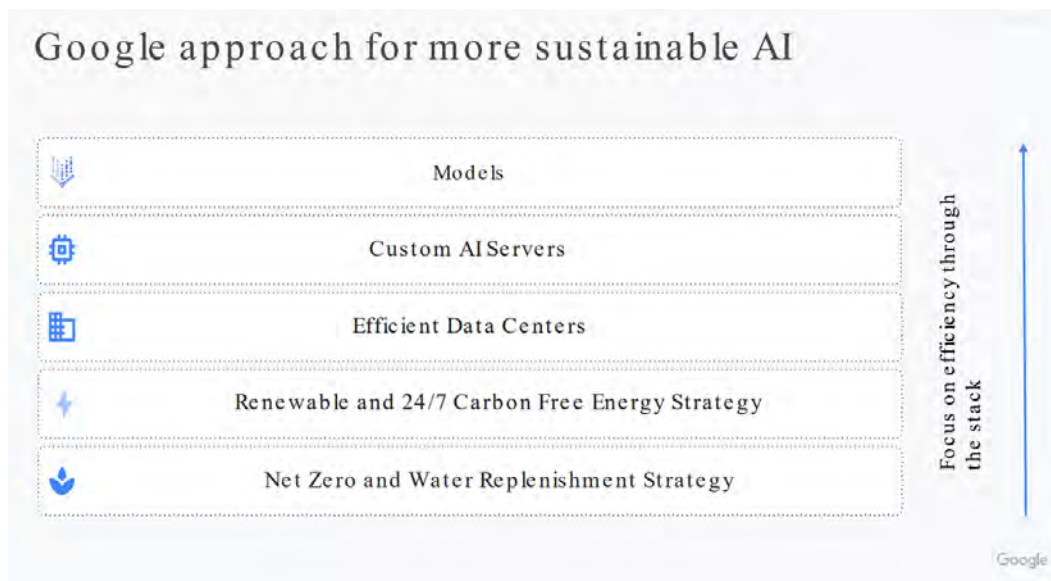 Google approach for more sustainable AI
Models
Custom AI Servers
Efficient Data Centers
Renewable and 24/7 Carbon Free Energy Strategy
Net Zero and Water Replenishment Strategy
Focus on efficiency through
the stack
Google